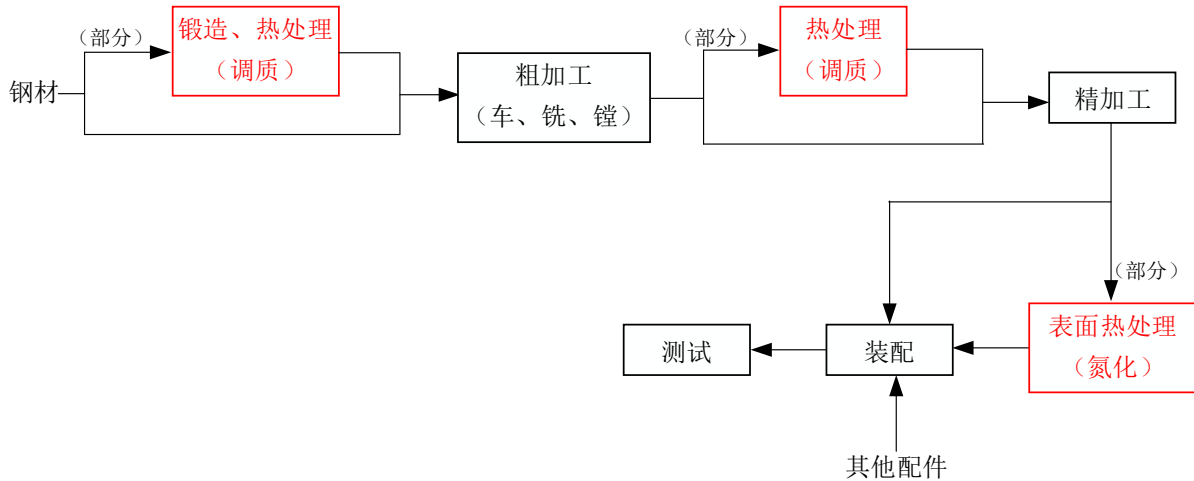 （部分）
锻造、热处理
（调质）
钢材
粗加工
（车、铣、镗）
（部分）
热处理
（调质）
精加工
（部分）
表面热处理
（氮化）
装配
测试
其他配件